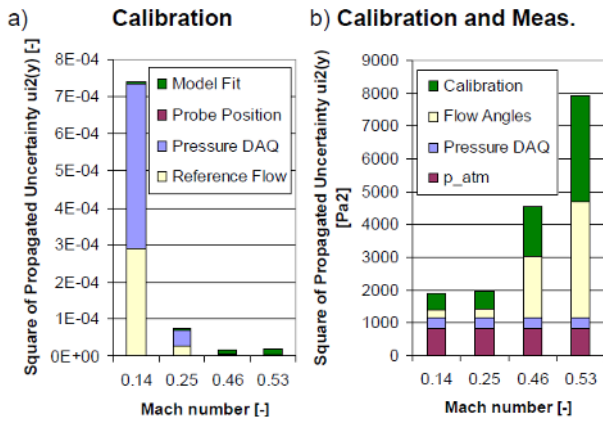 a) Calibration
Square of Propagated Uncertainty ui2(y) [-]
8E-04
7E-04
6E-04
5E-04
4E-04
3E-04
2E-04
1E-04
0E+00
Model Fit
Probe Position
Pressure DAQ
Reference Flow
0.14 0.25 0.46 0.53
Mach number [-]
b) Calibration and Meas.
Square of Propagated Uncertainty ui2(y)
[Pa2]
9000
8000
7000
6000
5000
4000
3000
2000
1000
0
Calibration
Flow Angles
Pressure DAQ
p_atm
0.14 0.25 0.46 0.53
Mach number [-]